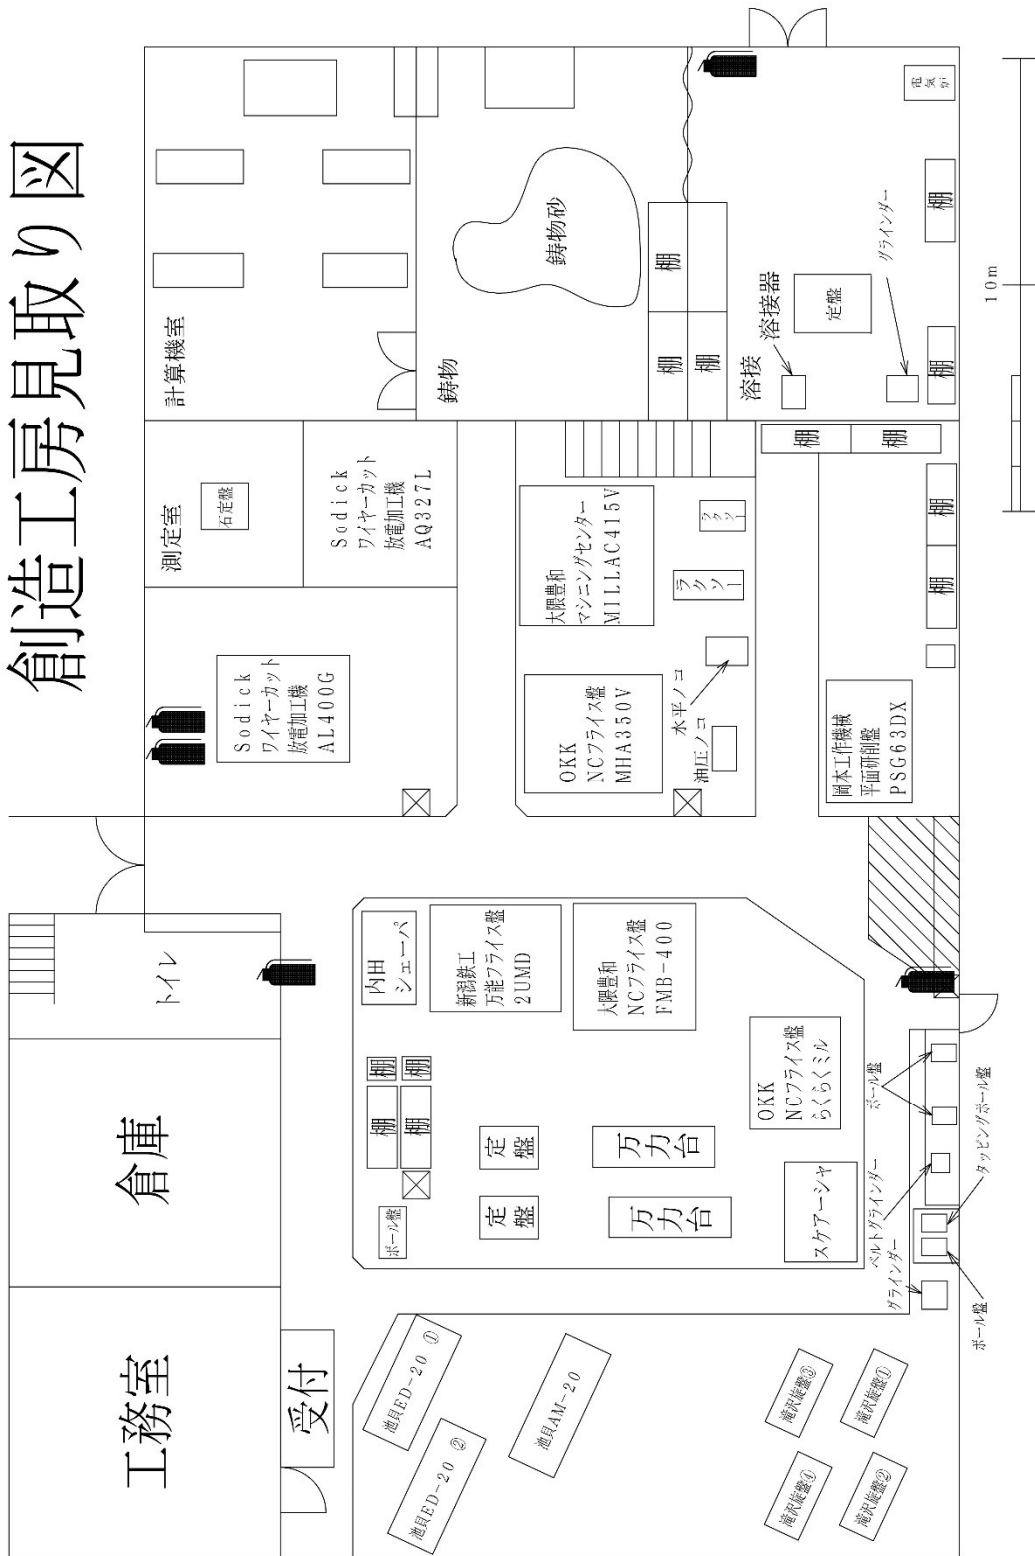 創造工房見取り図
工務室
倉庫
トイレ
受付
計算機室
測定室
石定盤
Sodick
ワイヤーカット
放電加工機
AQ327L
Sodick
ワイヤーカット
放電加工機
AL400G
鋳物
鋳物砂
棚
棚
棚
溶接
溶接器
定盤
グラインダー
電気炉
棚
棚
棚
棚
棚
棚
大隈豊和
マシニングセンター
MILLAC415V
ラクソー
ラクソー
OKK
NCフライス盤
MHA350V
水平ノコ
油圧ノコ
岡本工作機械
平面研削盤
PSG63DX
内田
シェーパ
新潟鉄工
万能フライス盤
2UMD
大隈豊和
NCフライス盤
FMB-400
OKK
NCフライス盤
らくらくミル
棚
棚
棚
棚
定盤
定盤
万力台
万力台
ボール盤
スケアーシャ
ボール盤
タッピングボール盤
ベルトグラインダー
グラインダー
ボール盤
池貝ED-20 ①
池貝ED-20 ②
池貝AM-20
滝沢旋盤③
滝沢旋盤①
滝沢旋盤④
滝沢旋盤②
10m